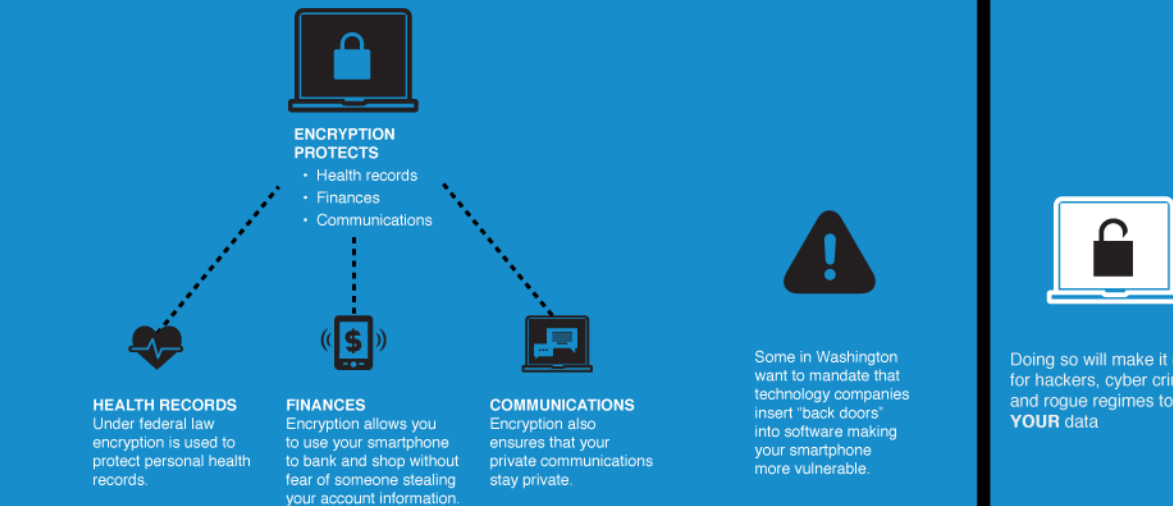 ENCRYPTION
PROTECTS
• Health records
• Finances
• Communications
$
HEALTH RECORDS
Under federal law
encryption is used to
protect personal health
records.
FINANCES
Encryption allows you
to use your smartphone
to bank and shop without
fear of someone stealing
your account information.
COMMUNICATIONS
Encryption also
ensures that your
private communications
stay private.
Some in Washington
want to mandate that
technology companies
insert “back doors”
into software making
your smartphone
more vulnerable.
Doing so will make it
for hackers, cyber
and rogue regimes to
YOUR data